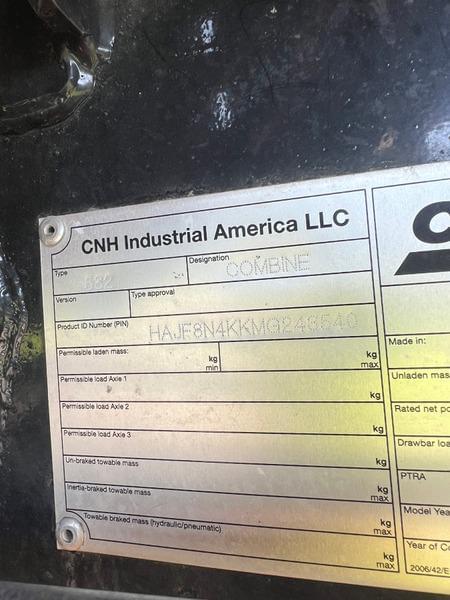 CNH Industrial America LLC
Type
Designation
COMBINE
Version
Type approval
Product ID Number (PIN)
Permissible laden mass:
kg
min
kg
max
Permissible load Axle 1
kg
Permissible load Axle 2
kg
Permissible load Axle 3
kg
Un-braked towable mass
kg
Inertia-braked towable mass
kg
max
Towable braked mass (hydraulic/pneumatic)
kg
max
Made in:
Unladen mas
Rated net po
Drawbar loa
PTRA
Model Yea
Year of Co
2006/42/E